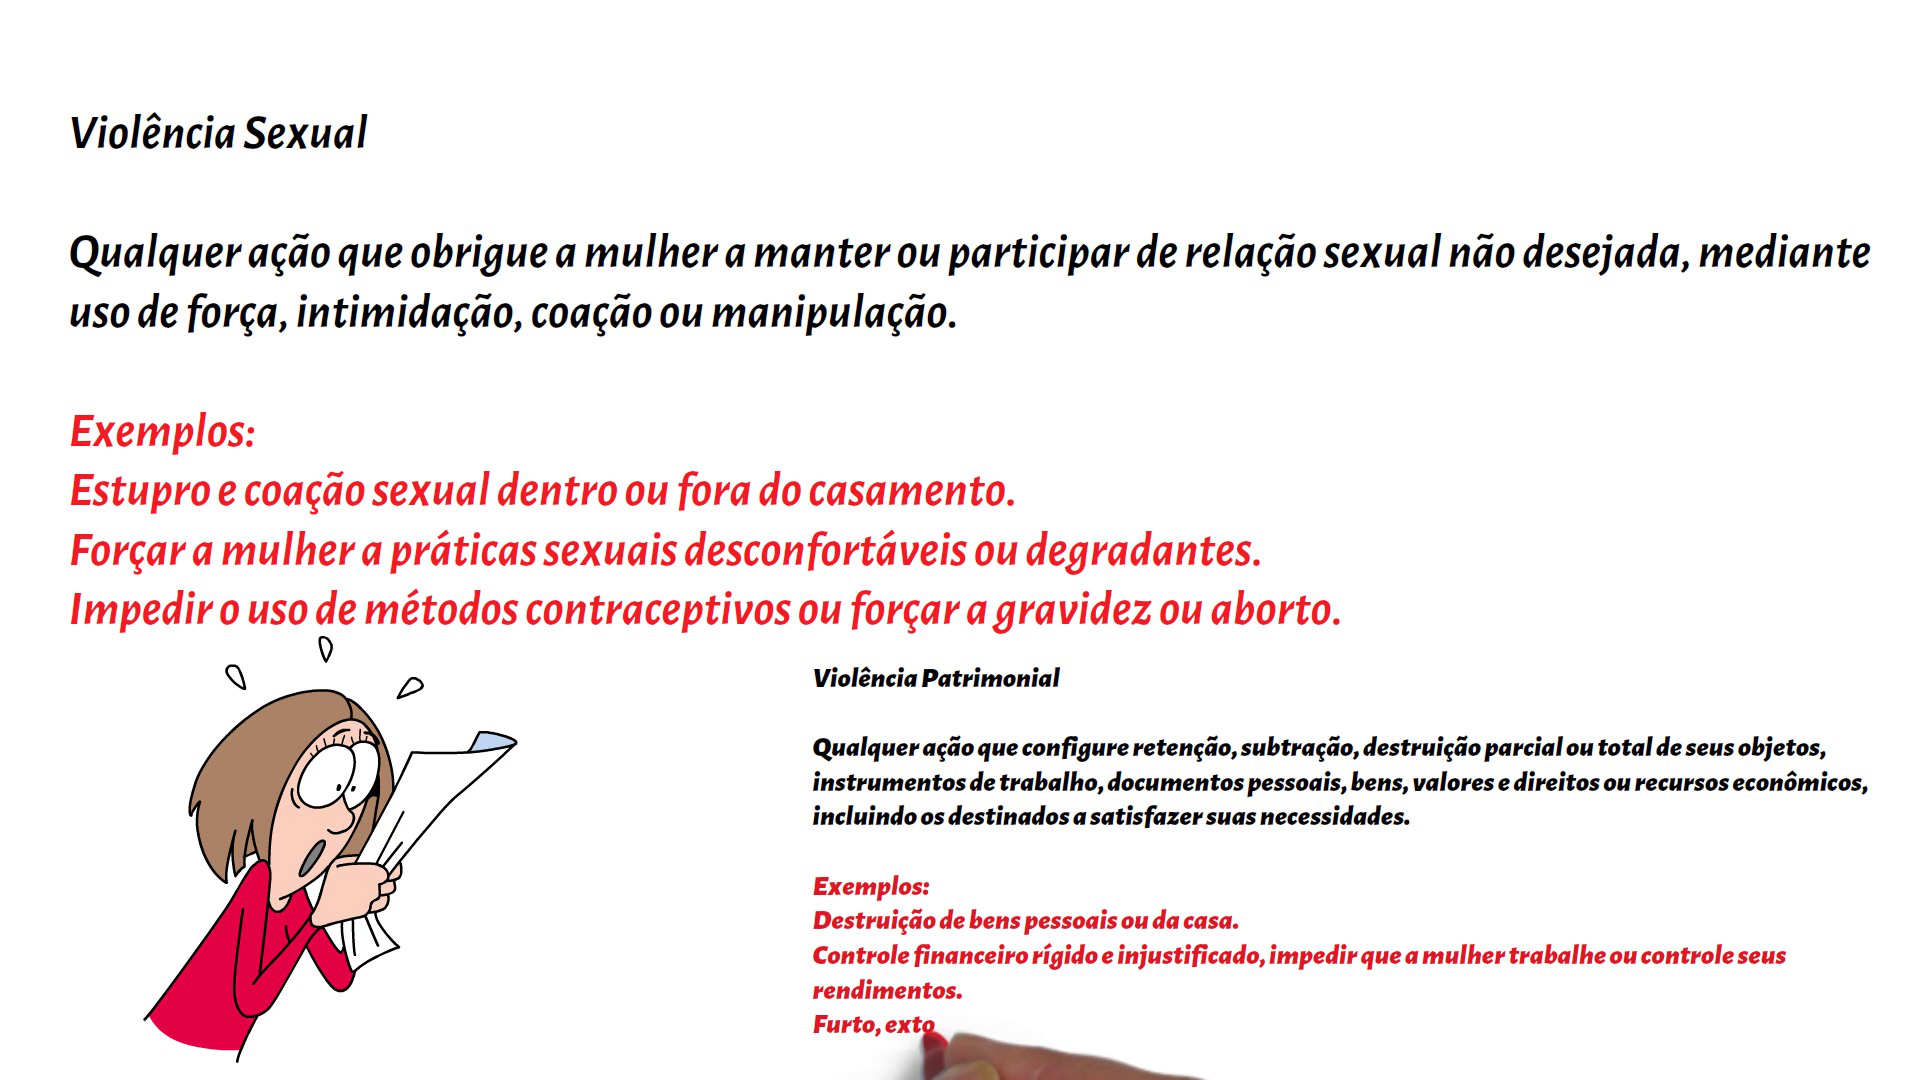 Violência Sexual
Qualquer ação que obrigue a mulher a manter ou participar de relação sexual não desejada, mediante
uso de força, intimidação, coação ou manipulação.
Exemplos:
Estupro e coação sexual dentro ou fora do casamento.
Forçar a mulher a práticas sexuais desconfortáveis ou degradantes.
Impedir o uso de métodos contraceptivos ou forçar a gravidez ou aborto.
Violência Patrimonial
Qualquer ação que configure retenção, subtração, destruição parcial ou total de seus objetos,
instrumentos de trabalho, documentos pessoais, bens, valores e direitos ou recursos econômicos,
incluindo os destinados a satisfazer suas necessidades.
Exemplos:
Destruição de bens pessoais ou da casa.
Controle financeiro rígido e injustificado, impedir que a mulher trabalhe ou controle seus
rendimentos.
Furto, exto